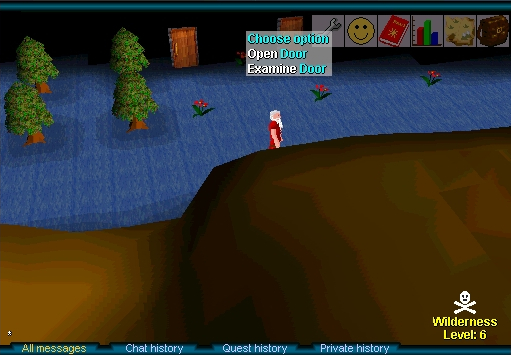 Choose option
Open Door
Examine Door
Wilderness
Level: 6
*
All messages Chat history Quest history Private history